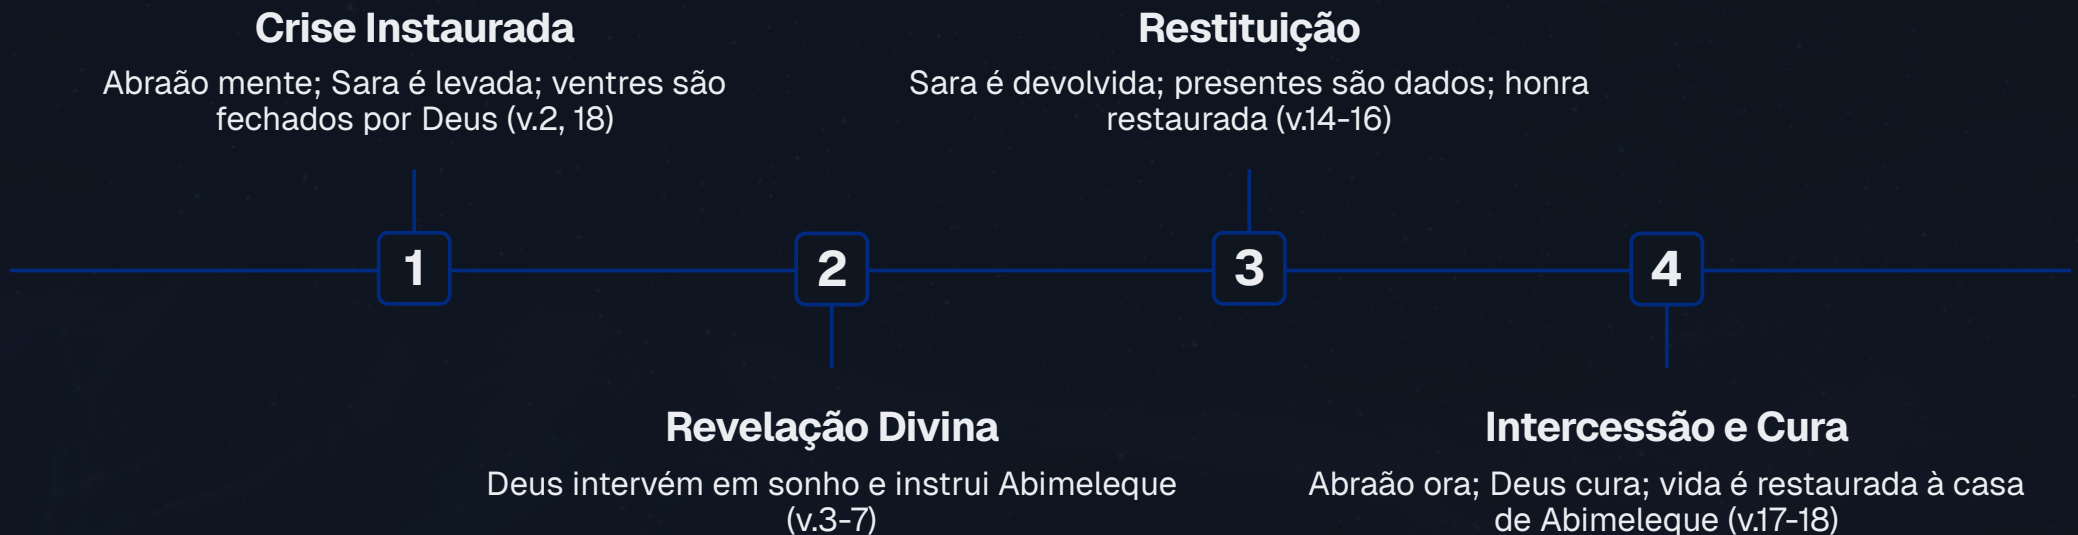 Crise Instaurada
Abraão mente; Sara é levada; ventres são
fechados por Deus (v.2, 18)
1
Revelação Divina
Deus intervém em sonho e instrui Abimeleque
(v.3-7)
2
Restituição
Sara é devolvida; presentes são dados; honra
restaurada (v.14-16)
3
Intercessão e Cura
Abraão ora; Deus cura; vida é restaurada à casa
de Abimeleque (v.17-18)
4